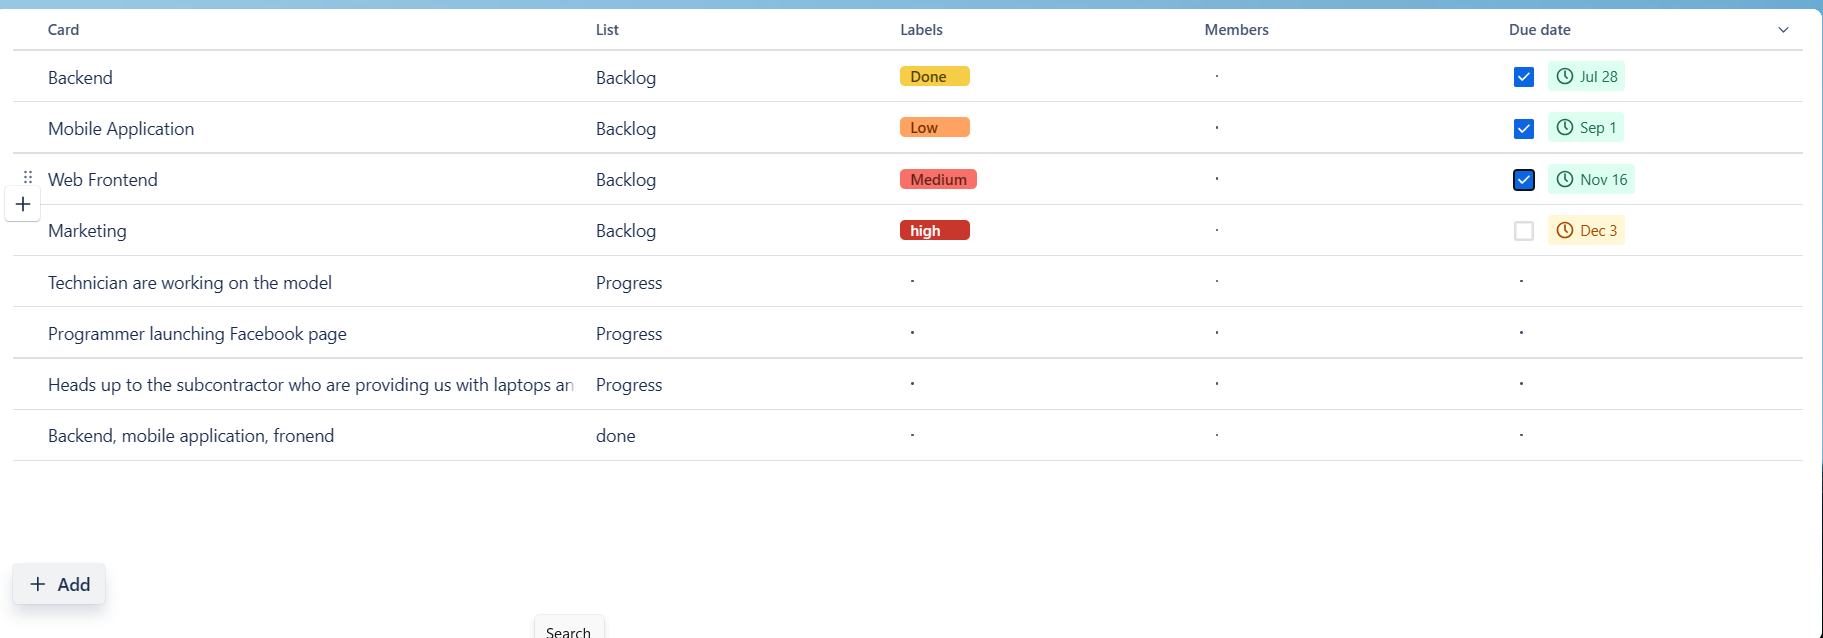 Card List Labels Members Due date
Backend Backlog Done Jul 28
Mobile Application Backlog Low Sep 1
Web Frontend Backlog Medium Nov 16
Marketing Backlog high Dec 3
Technician are working on the model Progress
Programmer launching Facebook page Progress
Heads up to the subcontractor who are providing us with laptops an Progress
Backend, mobile application, fronend done
+ Add
Search